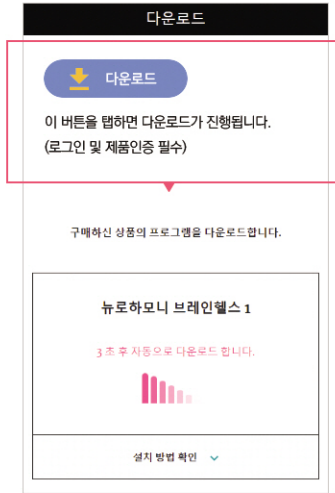 다운로드
다운로드
이 버튼을 탭하면 다운로드가 진행됩니다.
(로그인 및 제품인증 필수)
구매하신 상품의 프로그램을 다운로드합니다.
뉴로하모니 브레인헬스 1
3 초 후 자동으로 다운로드 합니다.
설치 방법 확인